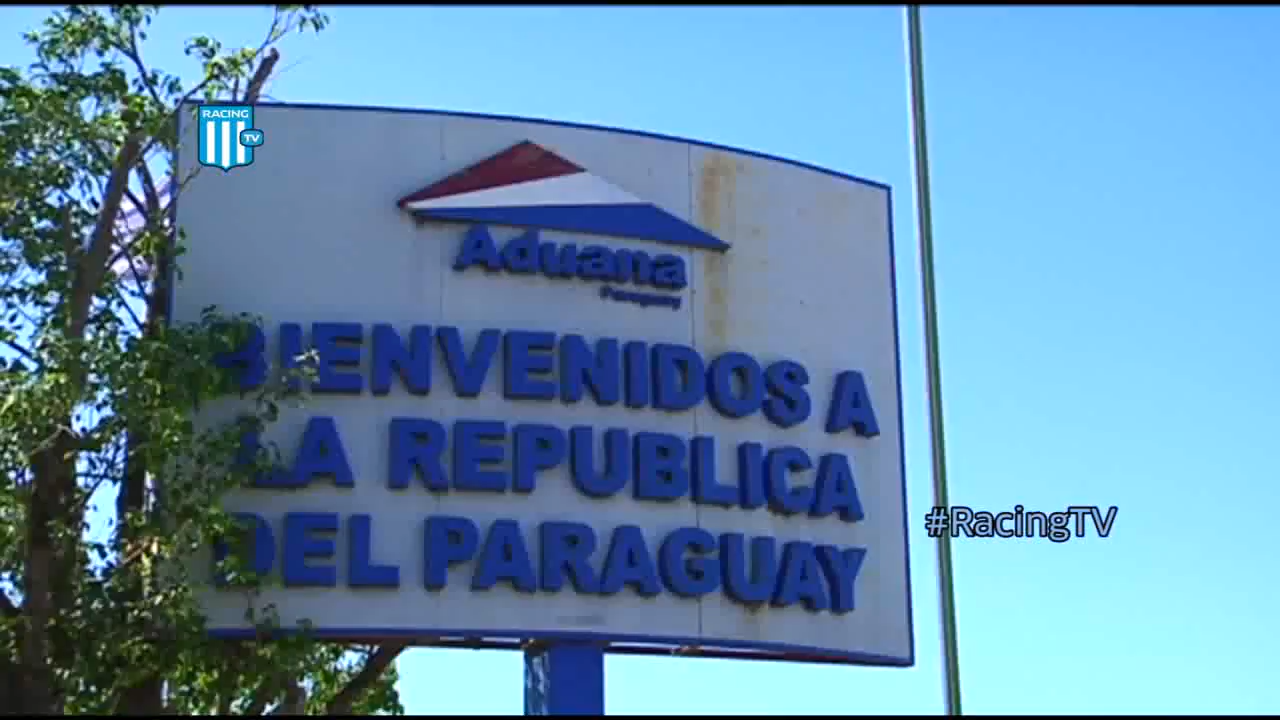 RACING
TV
Aduana
Paraguay
BIENVENIDOS A
LA REPUBLICA
DEL PARAGUAY
#RacingTV